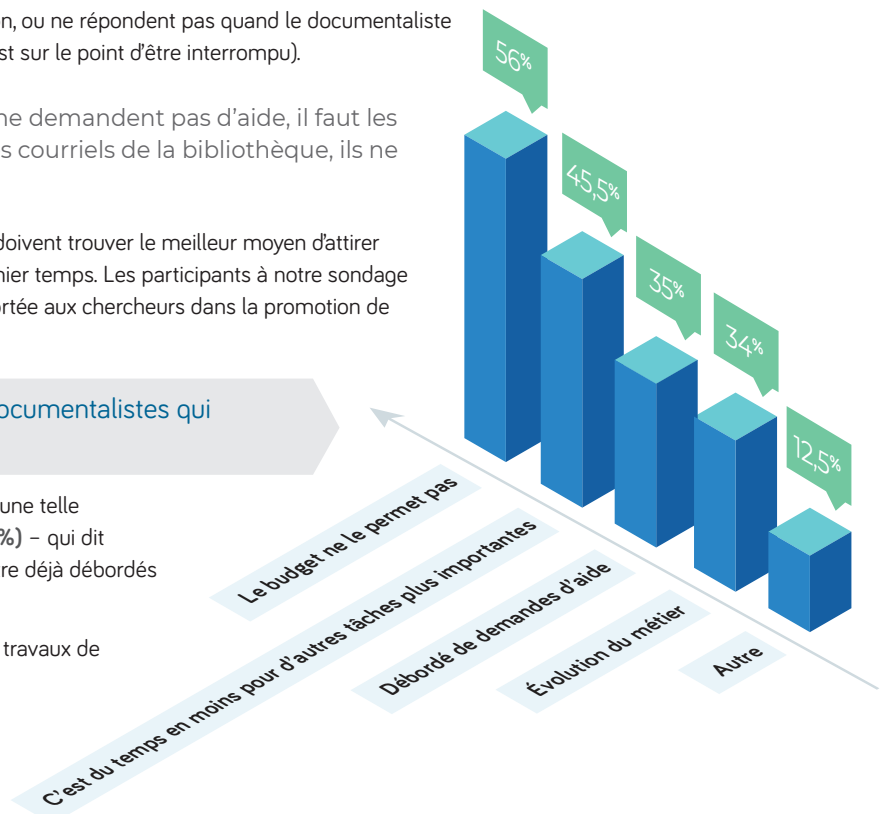 on, ou ne répondent pas quand le documentaliste
est sur le point d'être interrompu).
ne demandent pas d'aide, il faut les
s courriels de la bibliothèque, ils ne
doivent trouver le meilleur moyen d'attirer
nier temps. Les participants à notre sondage
ortée aux chercheurs dans la promotion de
ocumentalistes qui
une telle
%) – qui dit
re déjà débordés
travaux de
56%
45,5%
35%
34%
12,5%
Le budget ne le permet pas
C'est du temps en moins pour d'autres tâches plus importantes
Débordé de demandes d'aide
Évolution du métier
Autre